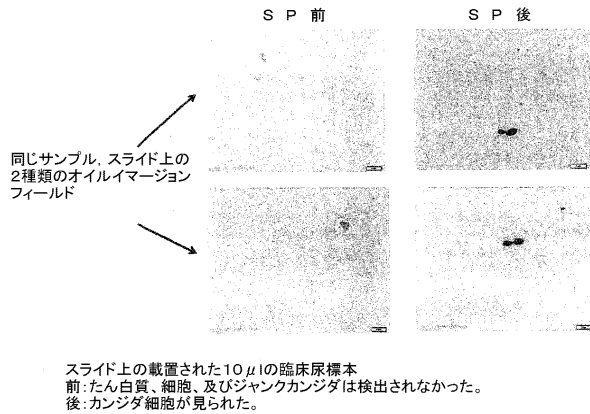 ＳＰ前
ＳＰ後
同じサンプル，スライド上の
２種類のオイルイマージョン
フィールド
スライド上の載置された１０μlの臨床尿標本
前：たん白質、細胞、及びジャンクカンジダは検出されなかった。
後：カンジダ細胞が見られた。